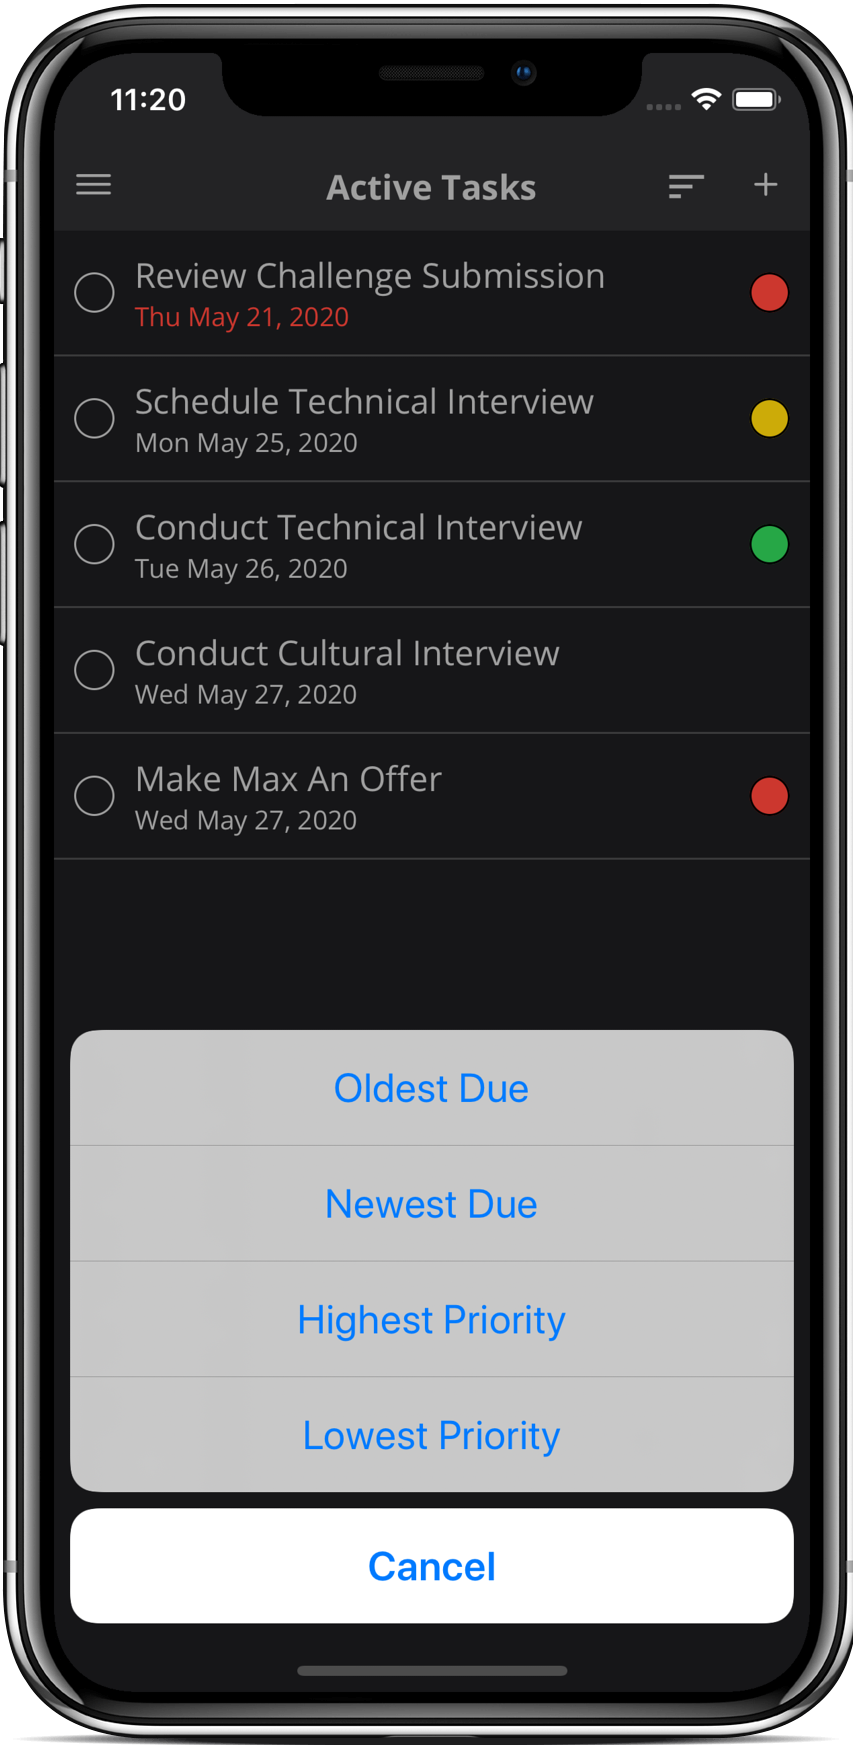 11:20
Active Tasks
Review Challenge Submission
Thu May 21, 2020
Schedule Technical Interview
Mon May 25, 2020
Conduct Technical Interview
Tue May 26, 2020
Conduct Cultural Interview
Wed May 27, 2020
Make Max An Offer
Wed May 27, 2020
Oldest Due
Newest Due
Highest Priority
Lowest Priority
Cancel